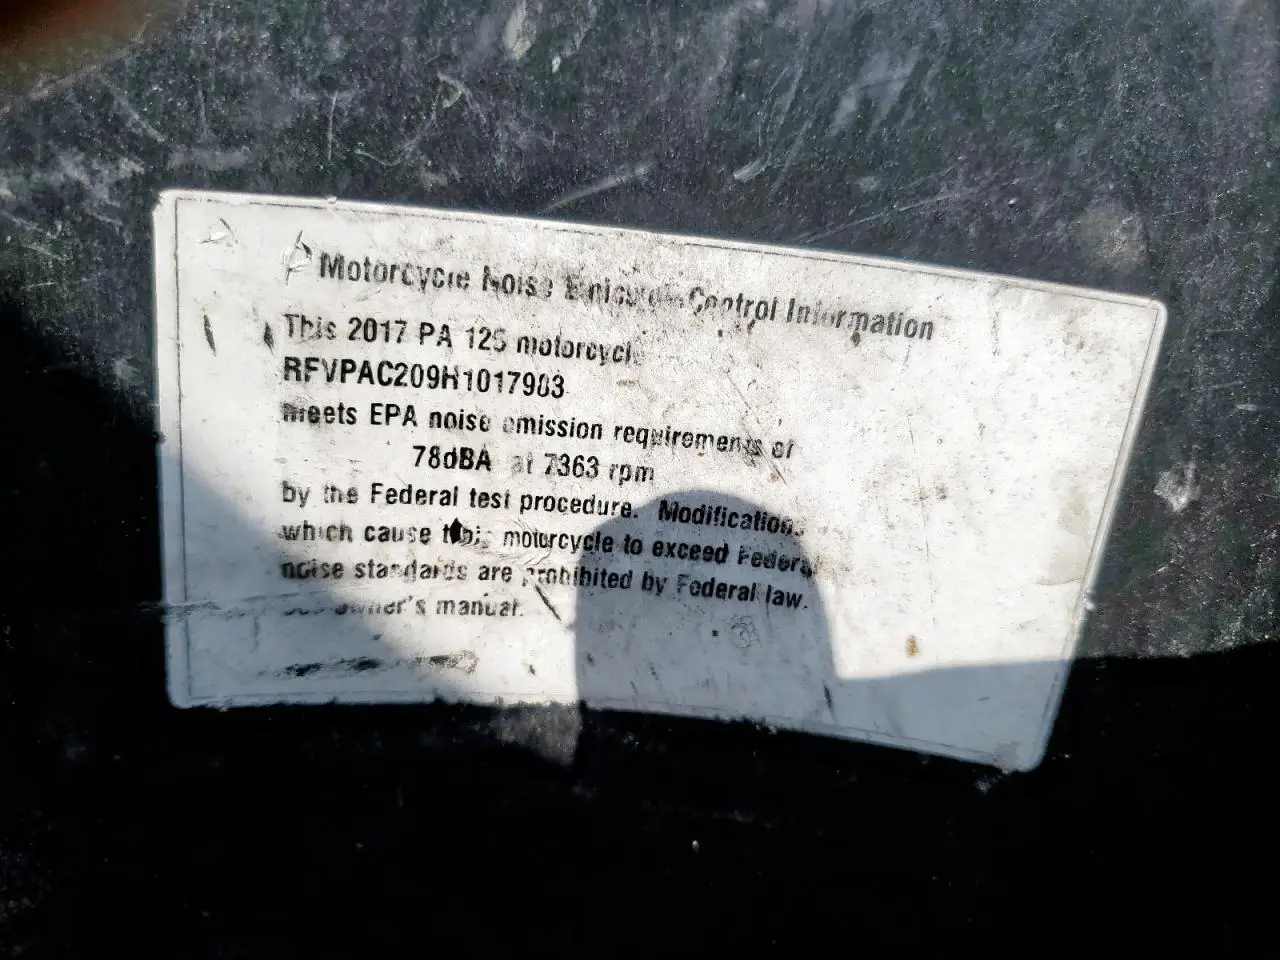 Motorcycle Noise Control Information
This 2017 PA 125 motorcycle
RFVPAC209H1017983
meets EPA noise emission requirements of
78dBA at 7363 rpm
by the Federal test procedure. Modifications
which cause this motorcycle to exceed Federal
noise standards are prohibited by Federal law.
owner's manual.